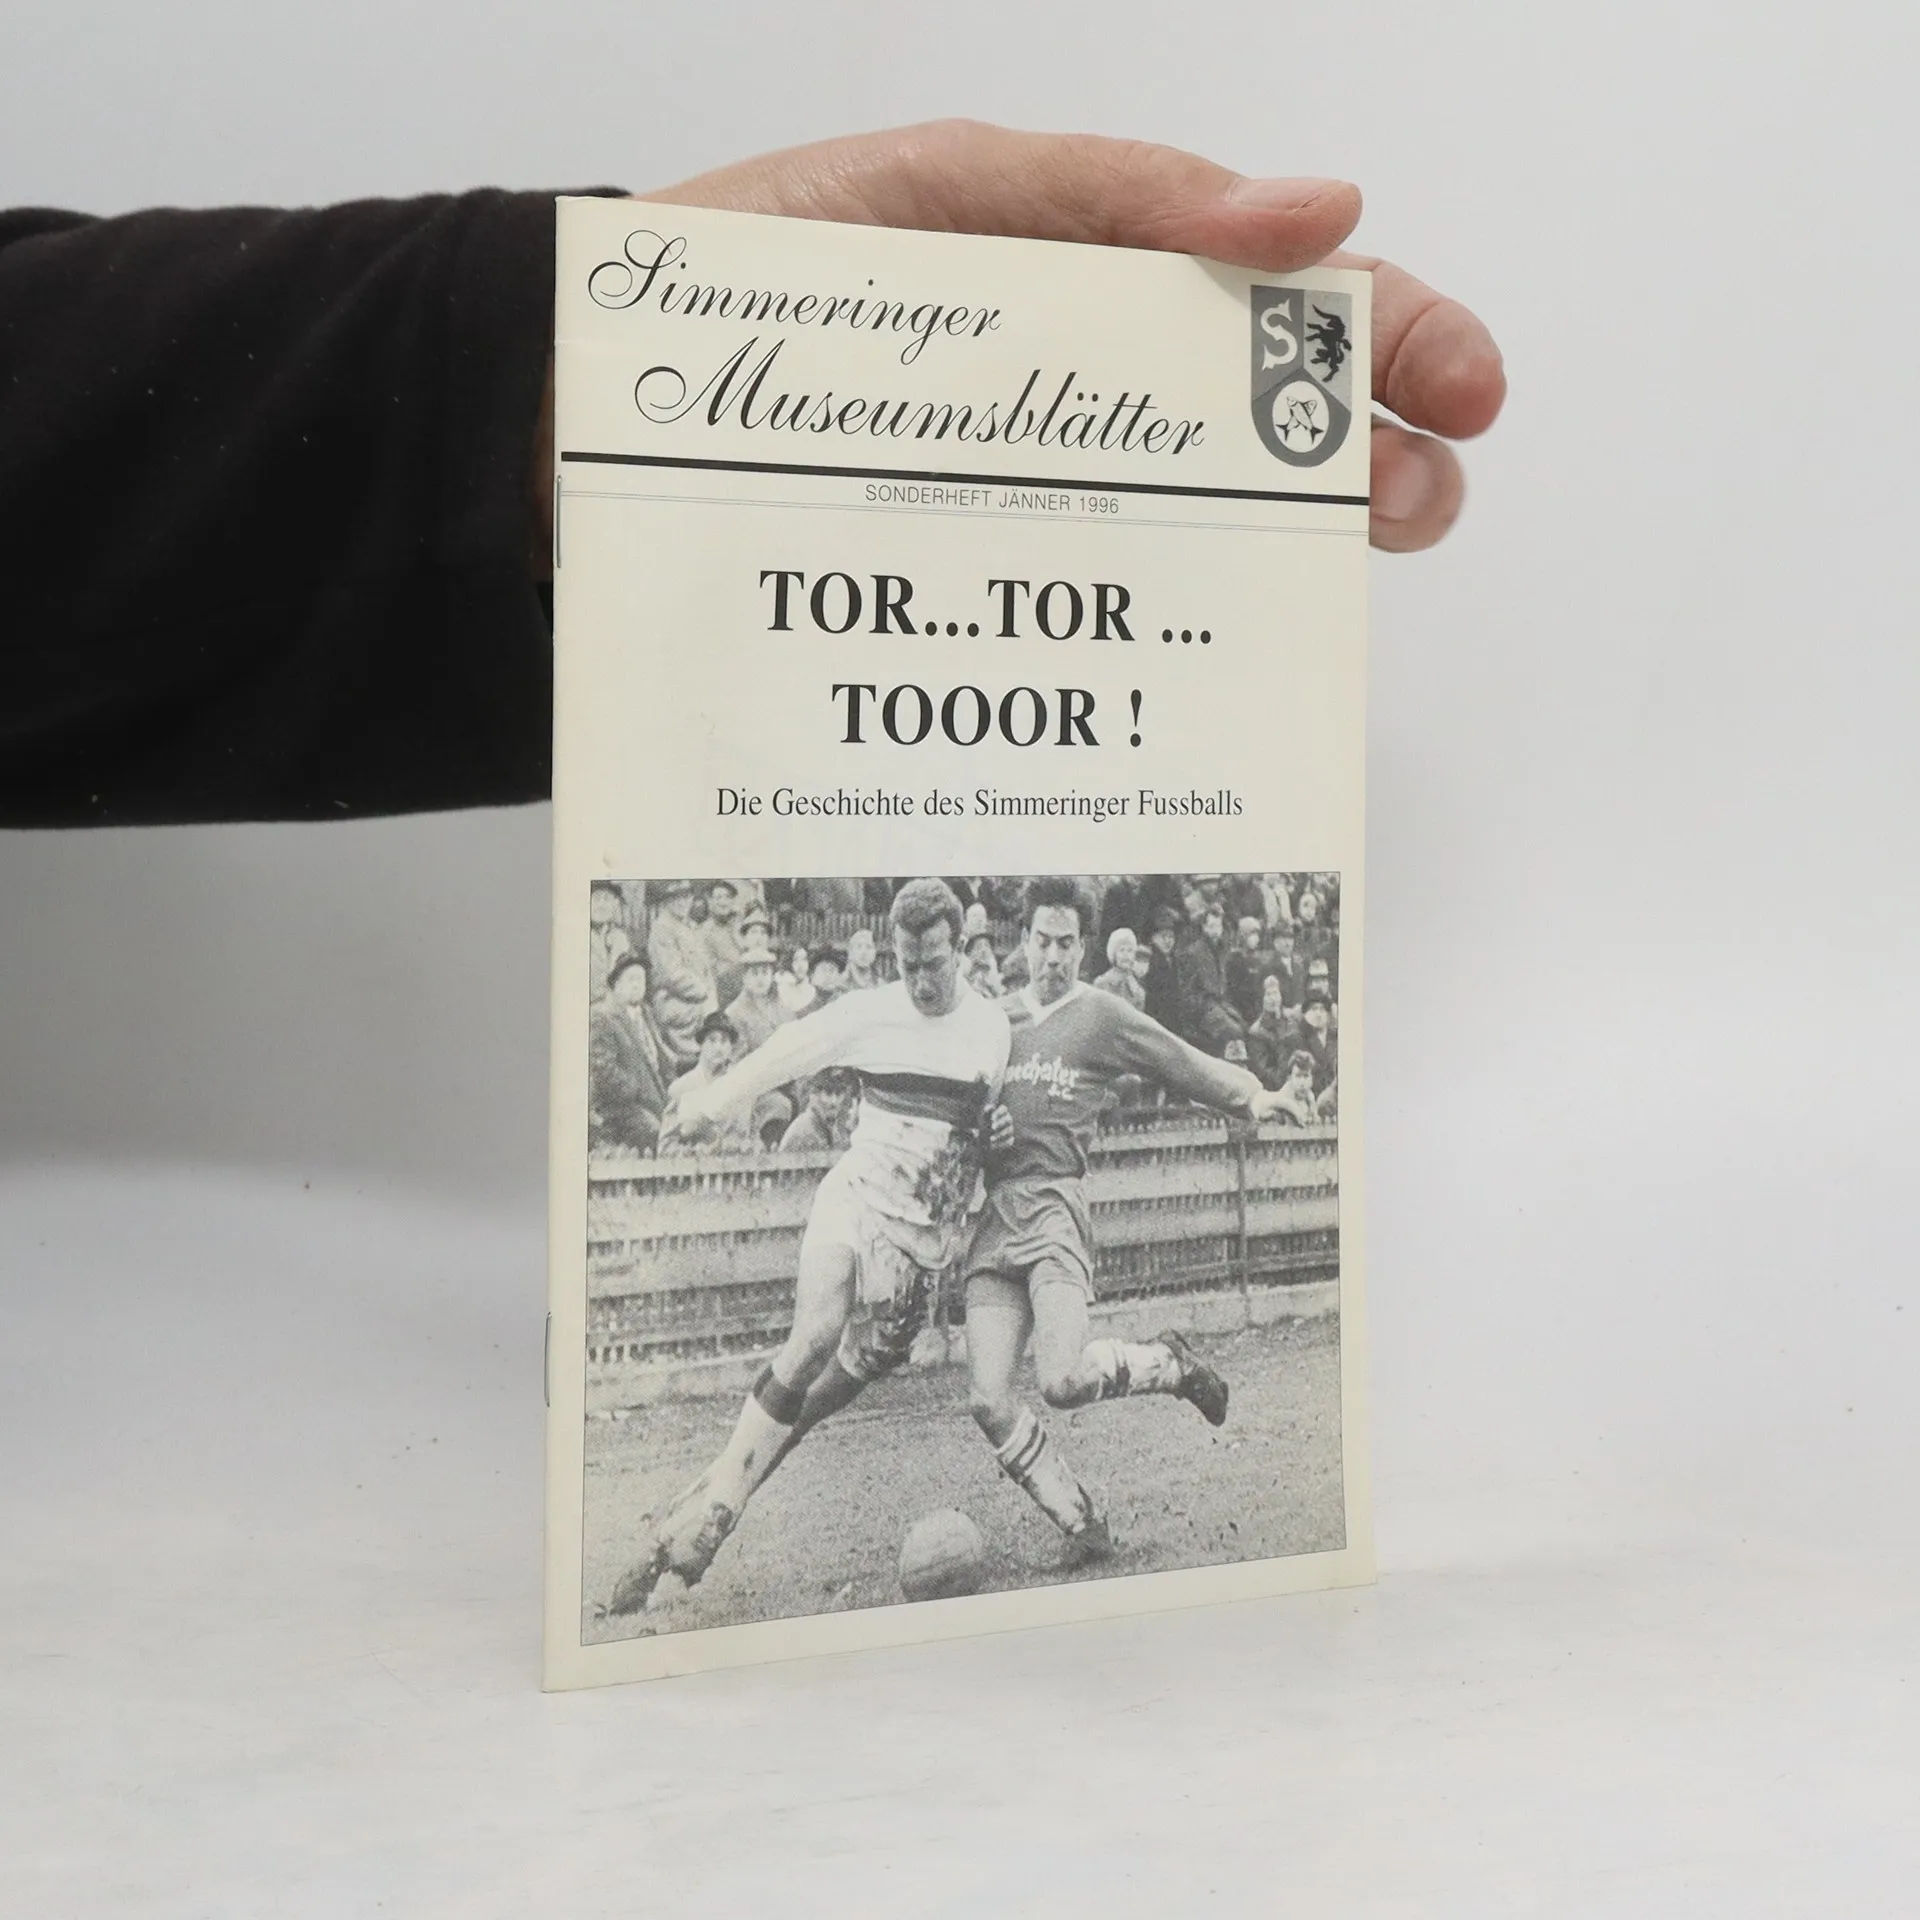 Simmeringer
Museumsblätter
S
SONDERHEFT JÄNNER 1996
TOR...TOR ...
TOOOR !
Die Geschichte des Simmeringer Fussballs